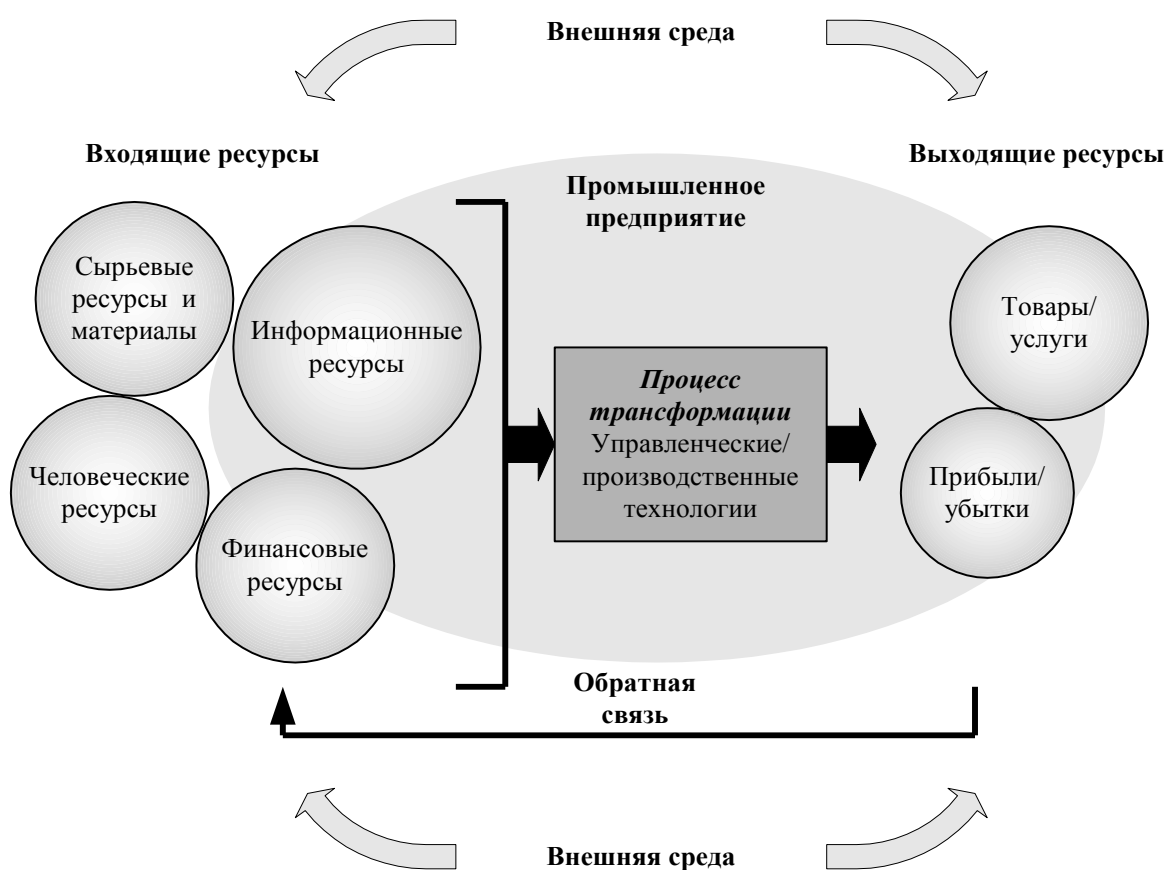 Внешняя среда
Входящие ресурсы
Выходящие ресурсы
Промышленное
предприятие
Сырьевые
ресурсы и
материалы
Информационные
ресурсы
Человеческие
ресурсы
Финансовые
ресурсы
Процесс
трансформации
Управленческие/
производственные
технологии
Товары/
услуги
Прибыли/
убытки
Обратная
связь
Внешняя среда